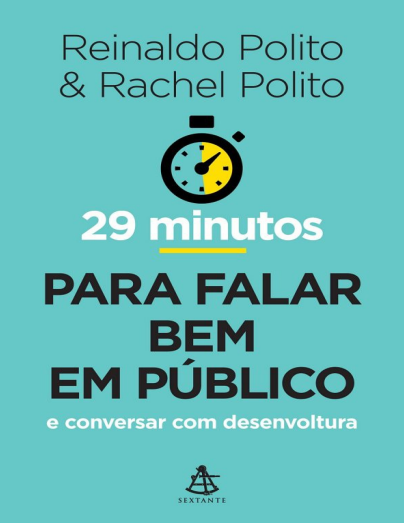 Reinaldo Polito
& Rachel Polito
29 minutos
PARA FALAR
BEM
EM PÚBLICO
e conversar com desenvoltura
SEXTANTE